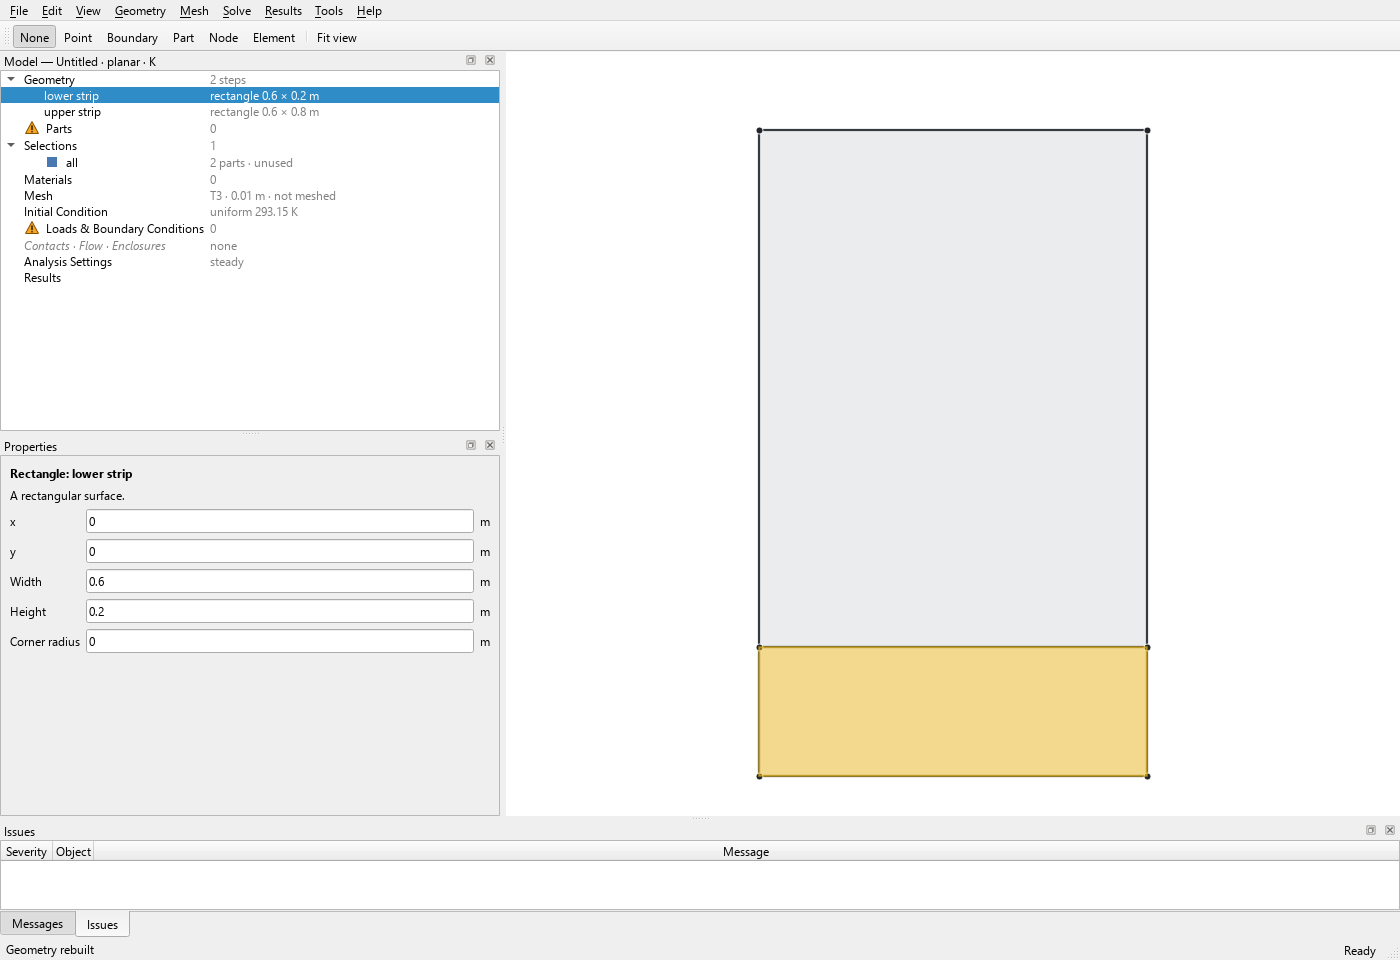 File Edit View Geometry Mesh Solve Results Tools Help
None Point Boundary Part Node Element Fit view
Model — Untitled · planar · K
Geometry 2 steps
lower strip rectangle 0.6 × 0.2 m
upper strip rectangle 0.6 × 0.8 m
Parts 0
Selections 1
all 2 parts · unused
Materials 0
Mesh T3 · 0.01 m · not meshed
Initial Condition uniform 293.15 K
Loads & Boundary Conditions 0
Contacts · Flow · Enclosures none
Analysis Settings steady
Results
Properties
Rectangle: lower strip
A rectangular surface.
x 0 m
y 0 m
Width 0.6 m
Height 0.2 m
Corner radius 0 m
Issues
Severity Object Message
Messages Issues
Geometry rebuilt Ready